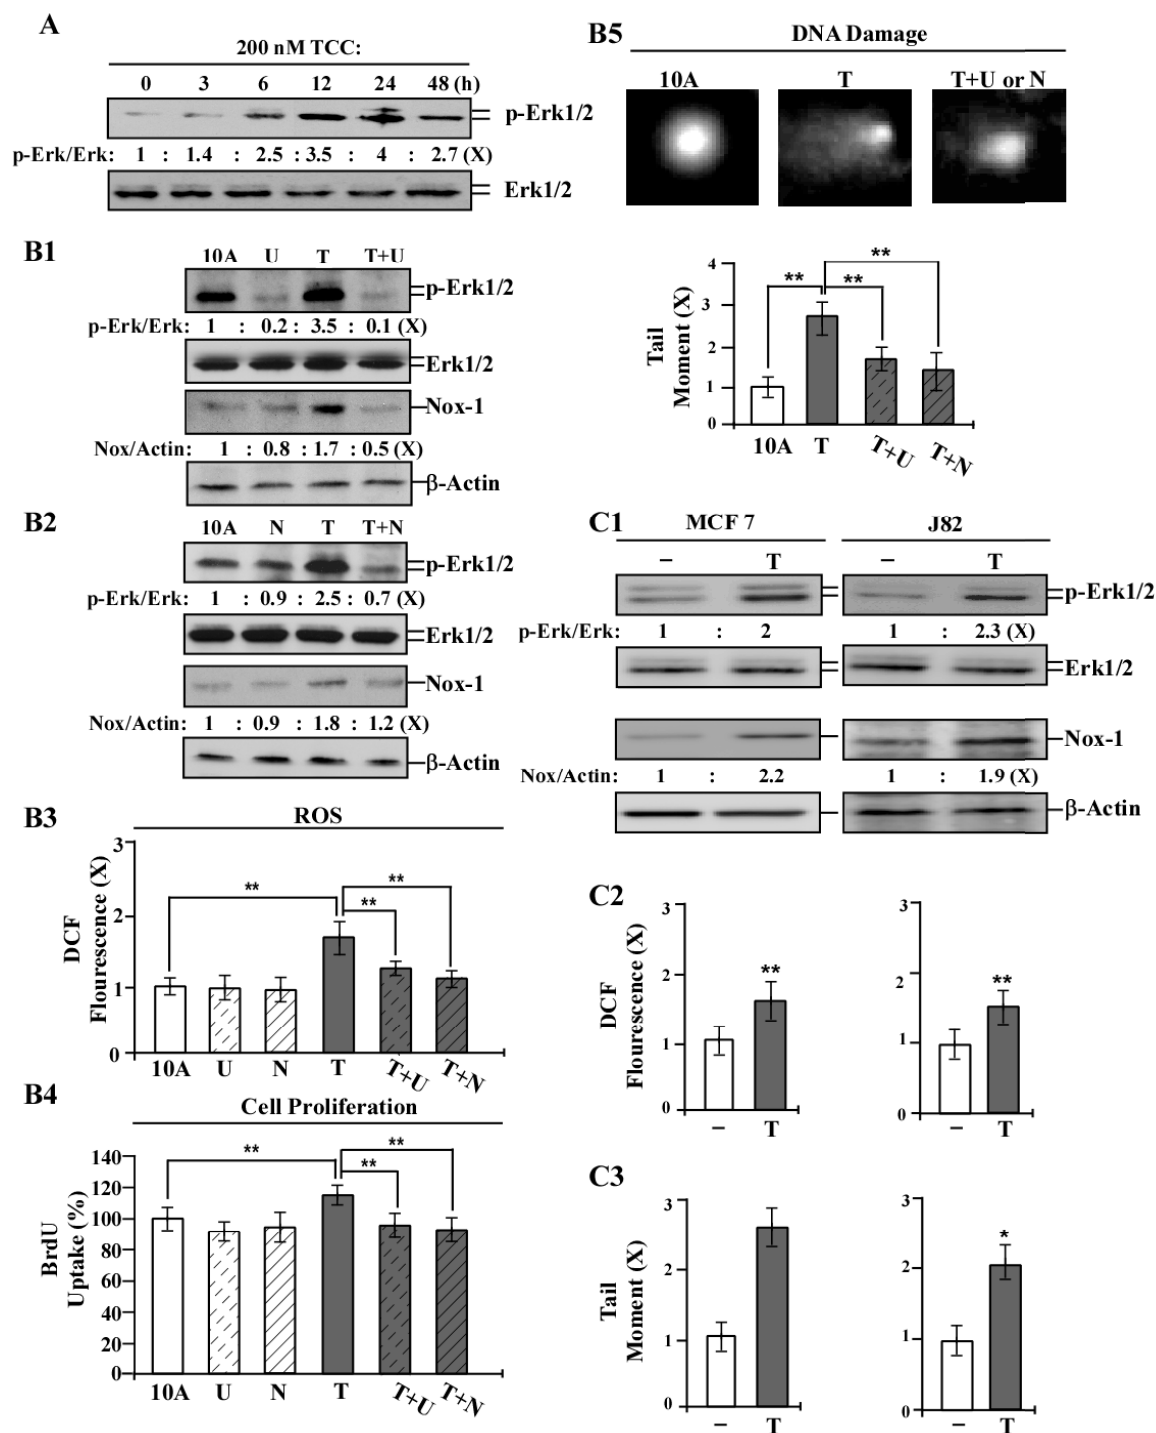 A
200 nM TCC:
0 3 6 12 24 48 (h)
p-Erk1/2
p-Erk/Erk: 1 : 1.4 : 2.5 : 3.5 : 4 : 2.7 (X)
Erk1/2
B1
10A U T T+U
p-Erk1/2
p-Erk/Erk: 1 : 0.2 : 3.5 : 0.1 (X)
Erk1/2
Nox-1
Nox/Actin: 1 : 0.8 : 1.7 : 0.5 (X)
β-Actin
B2
10A N T T+N
p-Erk1/2
p-Erk/Erk: 1 : 0.9 : 2.5 : 0.7 (X)
Erk1/2
Nox-1
Nox/Actin: 1 : 0.9 : 1.8 : 1.2 (X)
β-Actin
B3
ROS
DCF
Flourescence (X)
3
2
1
0
** ** **
10A U N T T+U T+N
B4
Cell Proliferation
BrdU
Uptake (%)
140
120
100
80
60
40
20
0
** ** **
10A U N T T+U T+N
B5
DNA Damage
10A T T+U or N
Tail
Moment (X)
4
3
2
1
0
** ** **
10A T T+U T+N
C1
MCF 7 J82
– T – T
p-Erk1/2
p-Erk/Erk: 1 : 2 1 : 2.3 (X)
Erk1/2
Nox-1
Nox/Actin: 1 : 2.2 1 : 1.9 (X)
β-Actin
C2
DCF
Flourescence (X)
3
2
1
0
**
– T
3
2
1
0
**
– T
C3
Tail
Moment (X)
3
2
1
0
– T
3
2
1
0
*
– T